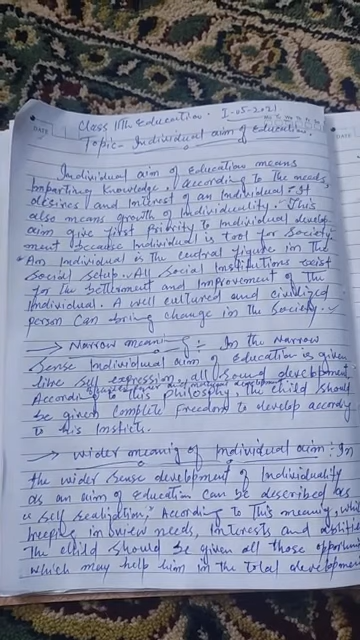 DATE
1-05-2021
Class 11th Education.
Topic- Individual aim of Education.
Individual aim of Education means
Imparting Knowledge, According to the needs,
desires and Interest of an Individual. It
also means growth of Individuality. This
aim give first Priority to Individual develop
ment because Individual is tool for Society.
* An Individual is the central figure in the
Social Setup. All Social Institutions exist
for the betterment and Improvement of The
Individual. A well cultured and civilized
person Can bring change in the Society.
→ Narrow meaning :- In the Narrow
Sense Individual aim of Education is given
like Self expression, all Sound development
According to this philosophy, the child should
be given Complete Freedom to develop accordy
to his Insticts.
→ wider meaning of Individual aim : In
the wider Sense development of Individuality
as an aim of Education can be described as
"Self Realization," According to this meaning, whil
keeping in view needs, Interests and abilitie
The child Should be given all those opportuni
which may help him in the Total development